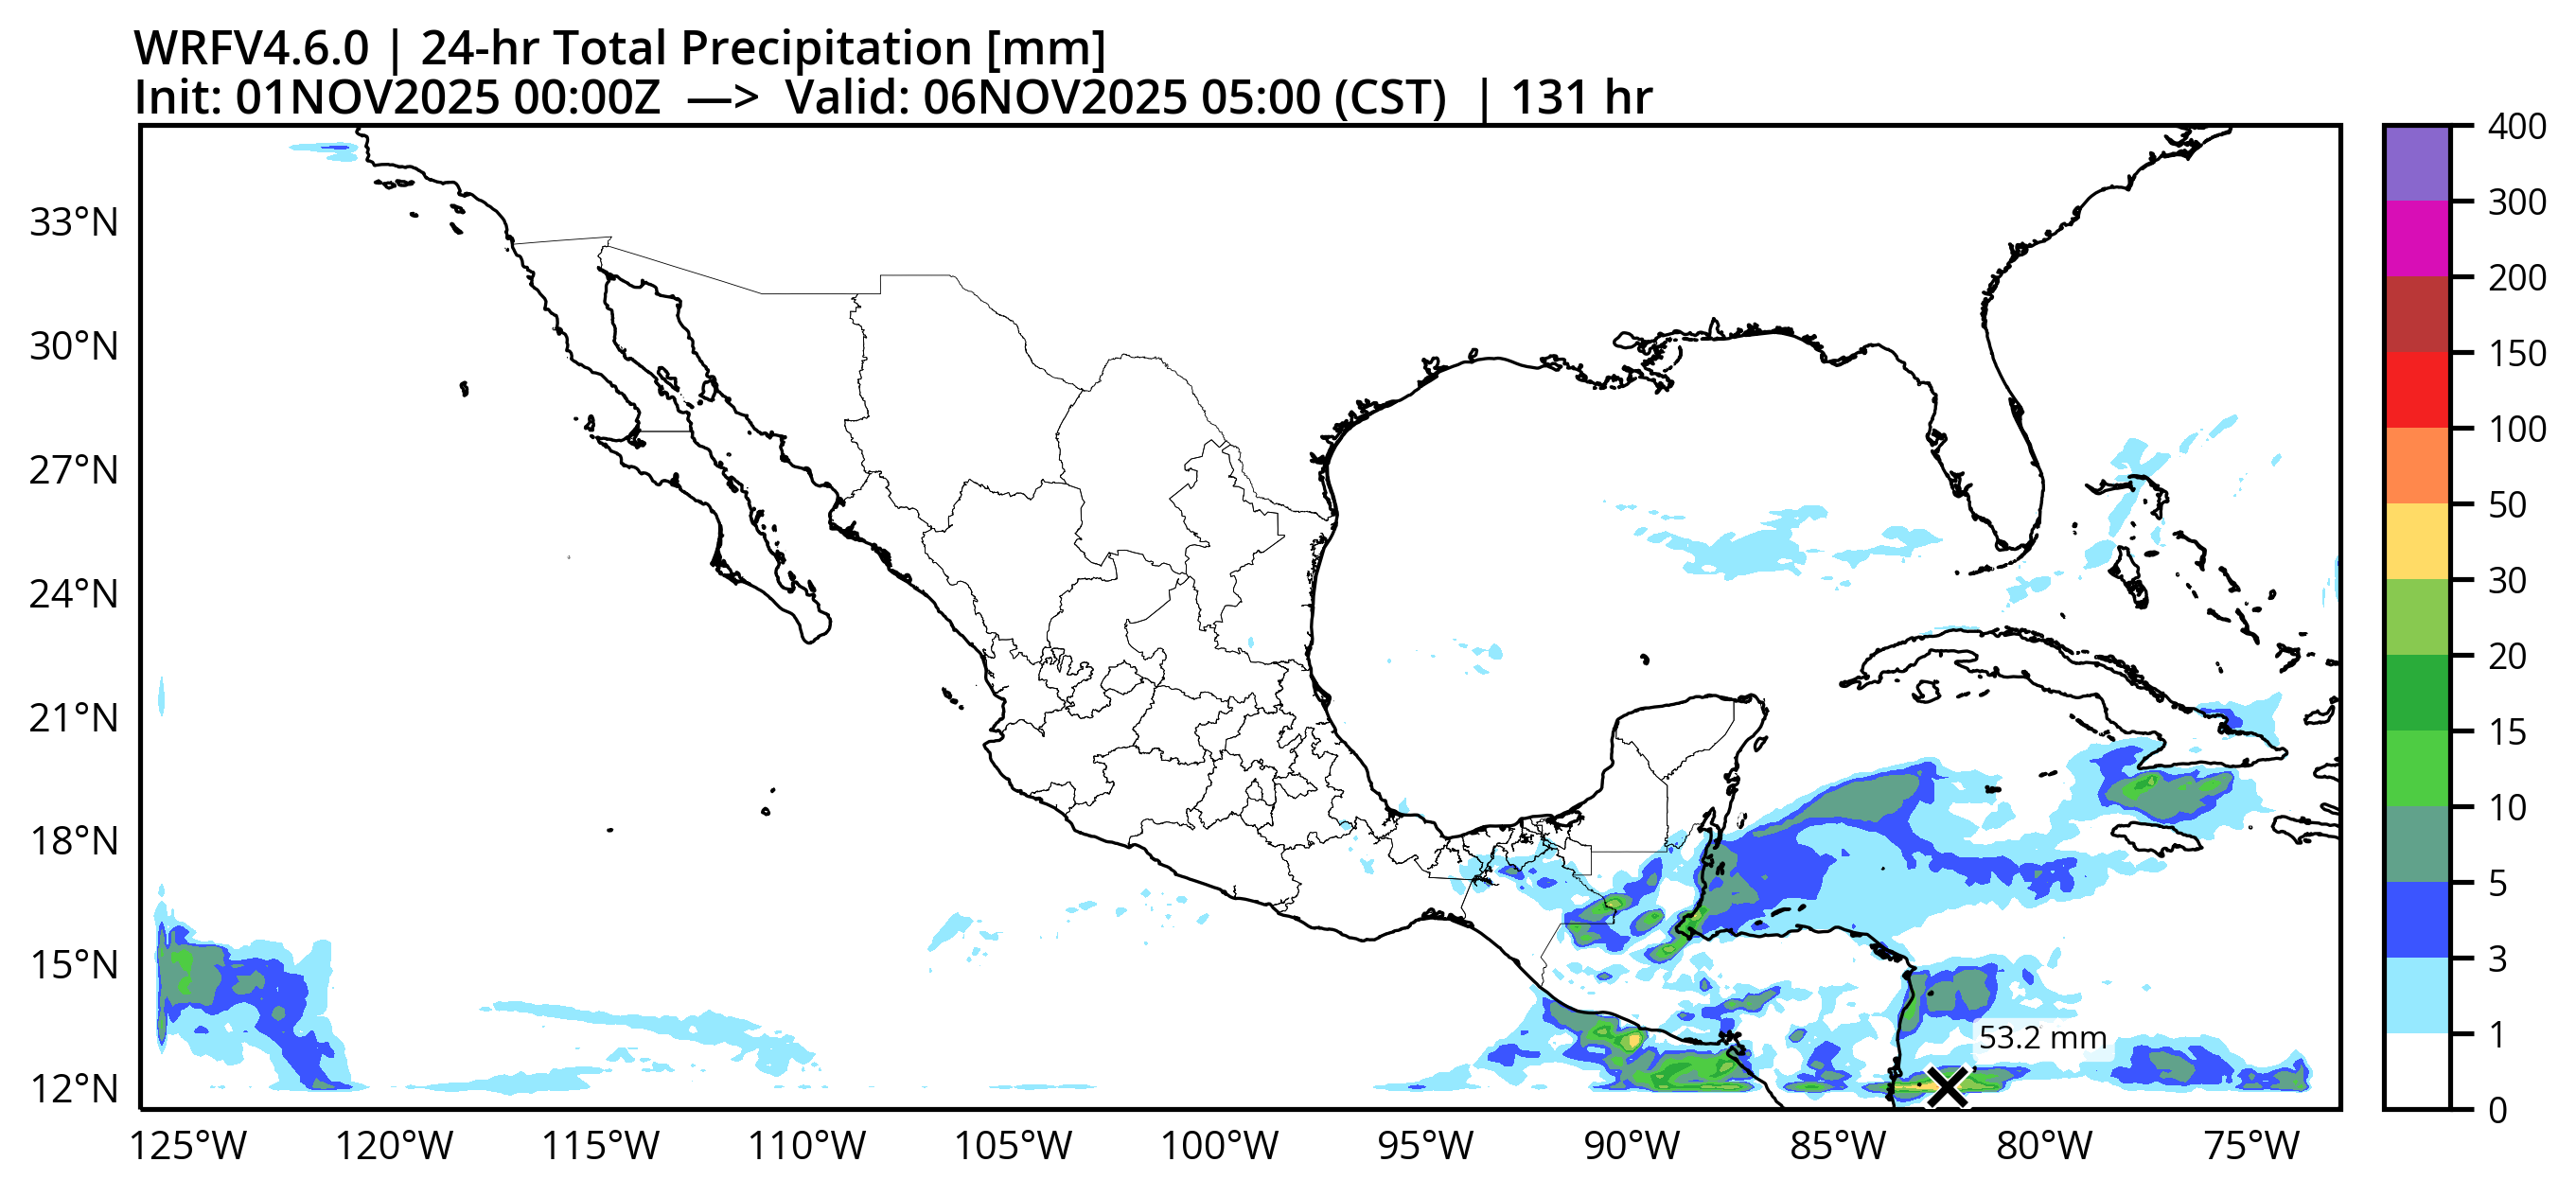 WRFV4.6.0 | 24-hr Total Precipitation [mm]
Init: 01NOV2025 00:00Z —> Valid: 06NOV2025 05:00 (CST) | 131 hr
33°N
30°N
27°N
24°N
21°N
18°N
15°N
12°N
125°W 120°W 115°W 110°W 105°W 100°W 95°W 90°W 85°W 80°W 75°W
53.2 mm
400
300
200
150
100
50
30
20
15
10
5
3
1
0